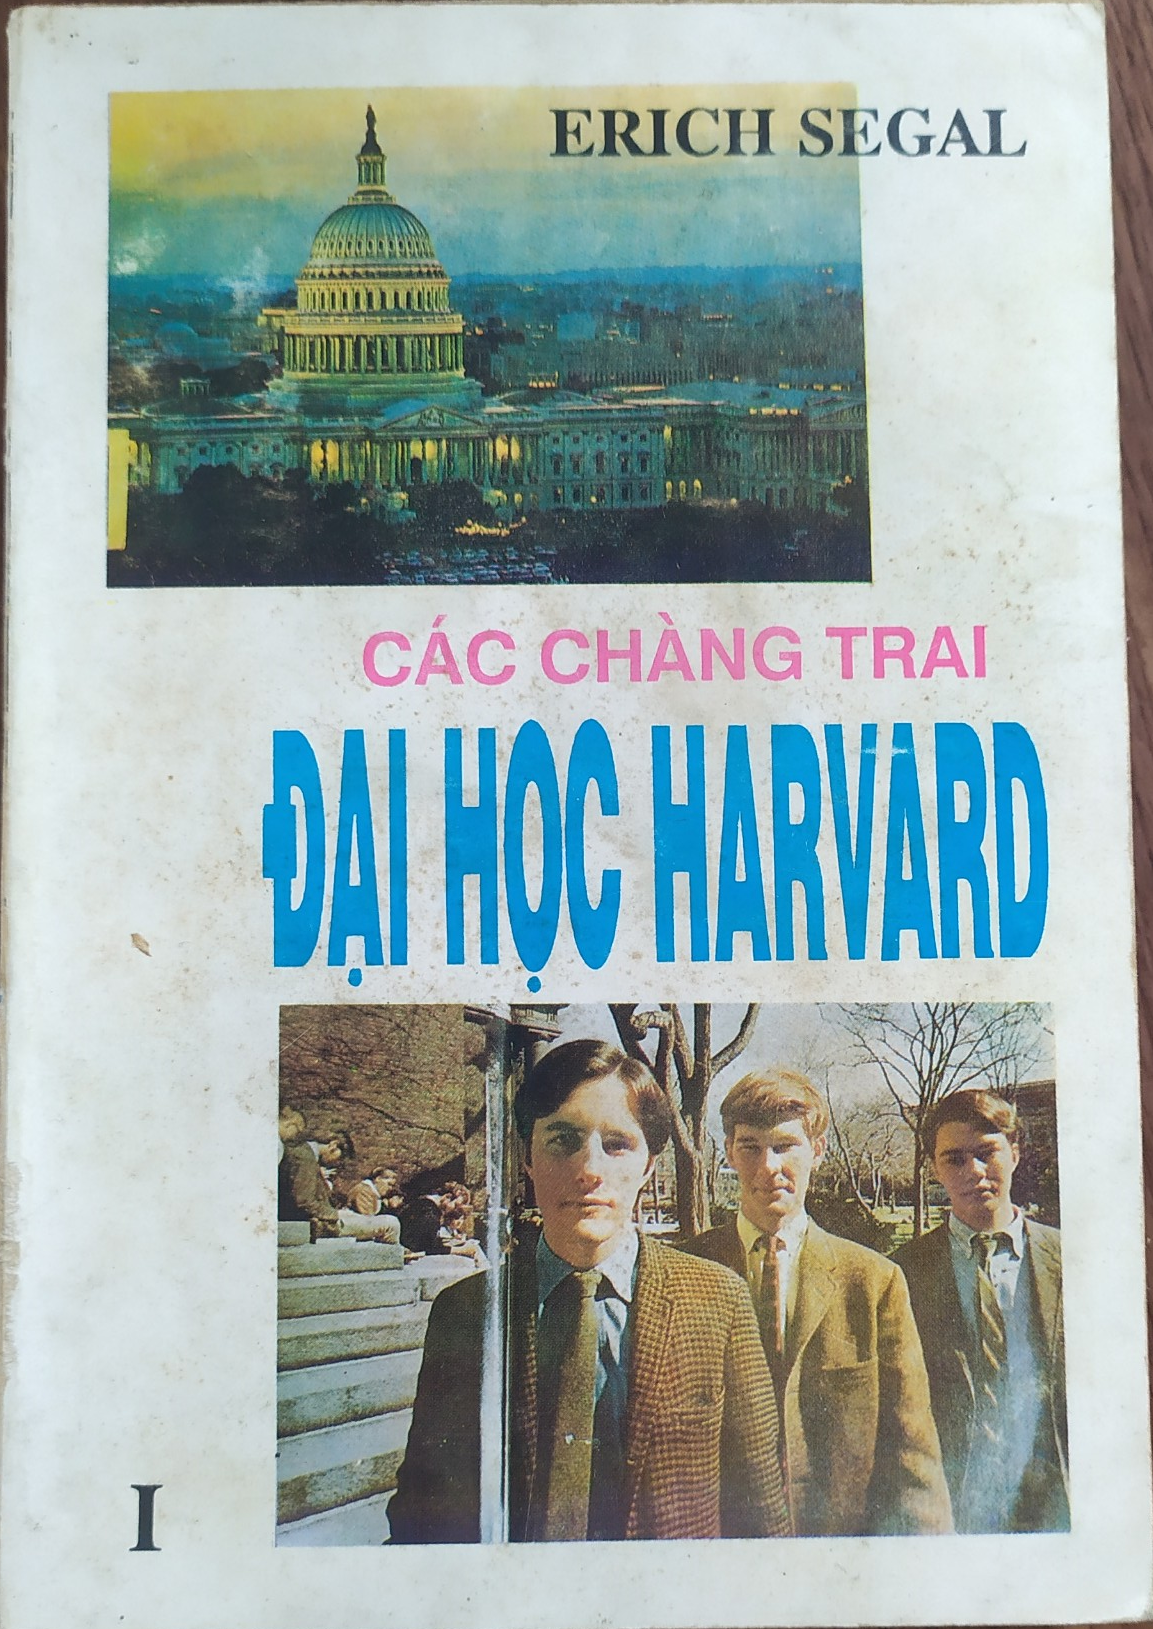 ERICH SEGAL
CÁC CHÀNG TRAI
ĐẠI HỌC HARVARD
I